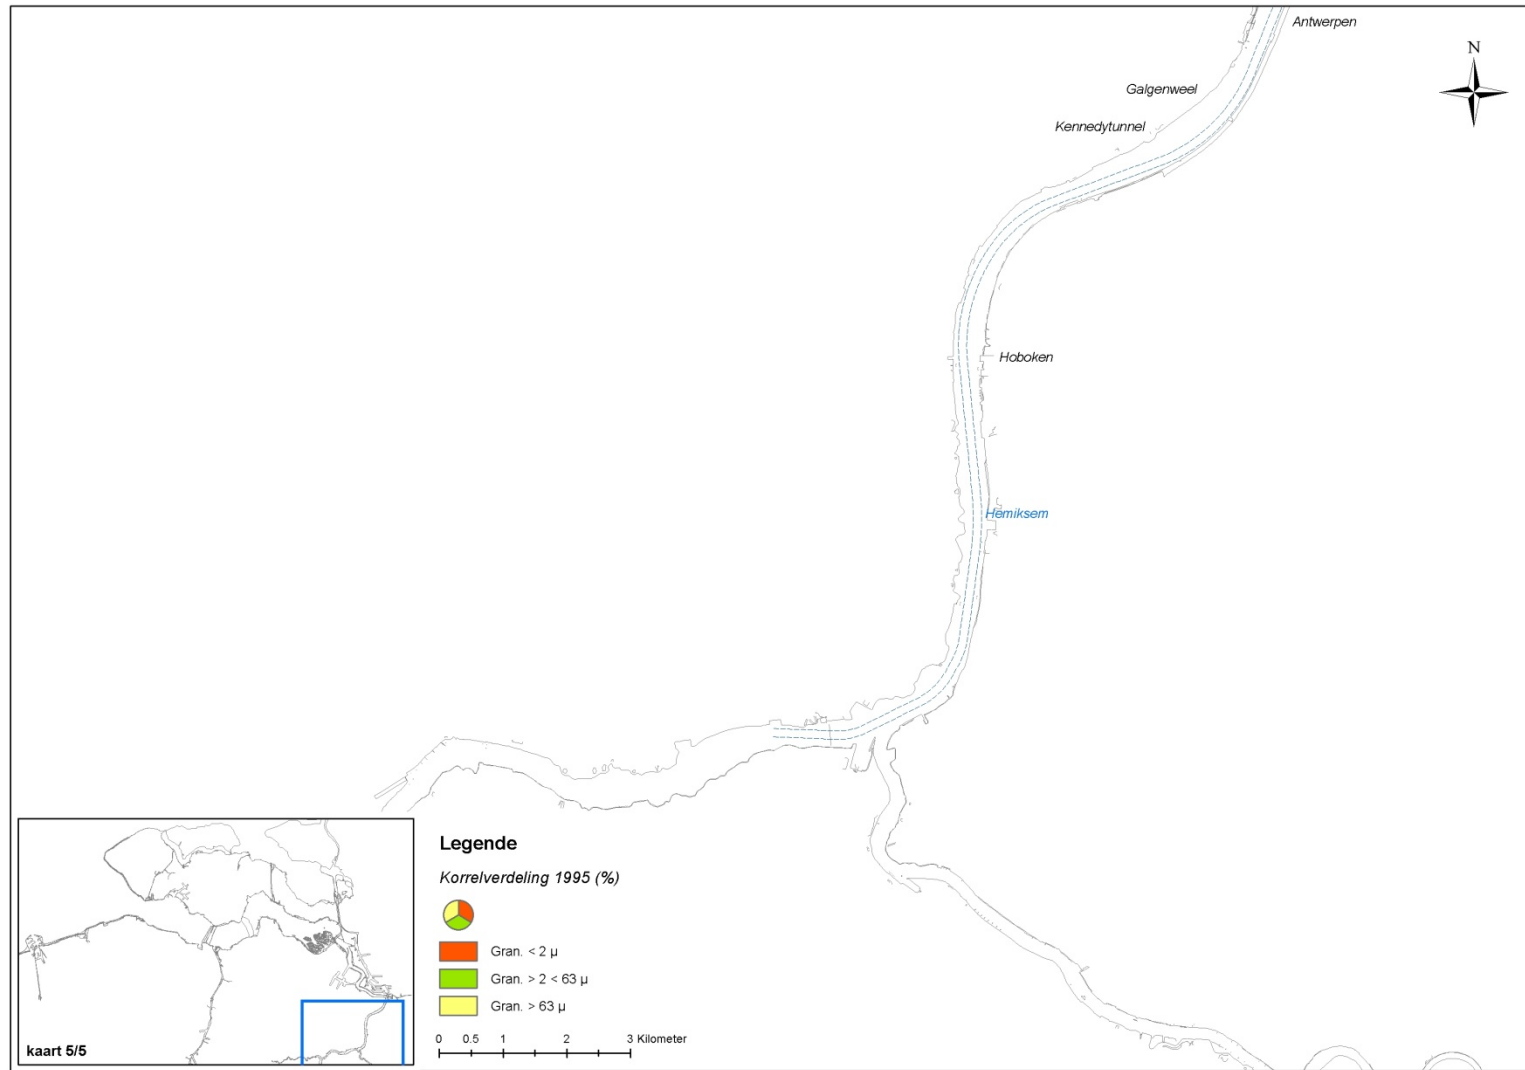 Antwerpen
N
Galgenweel
Kennedytunnel
Hoboken
Hemiksem
Legende
Korrelverdeling 1995 (%)
Gran. < 2 µ
Gran. > 2 < 63 µ
Gran. > 63 µ
0 0.5 1 2 3 Kilometer
kaart 5/5